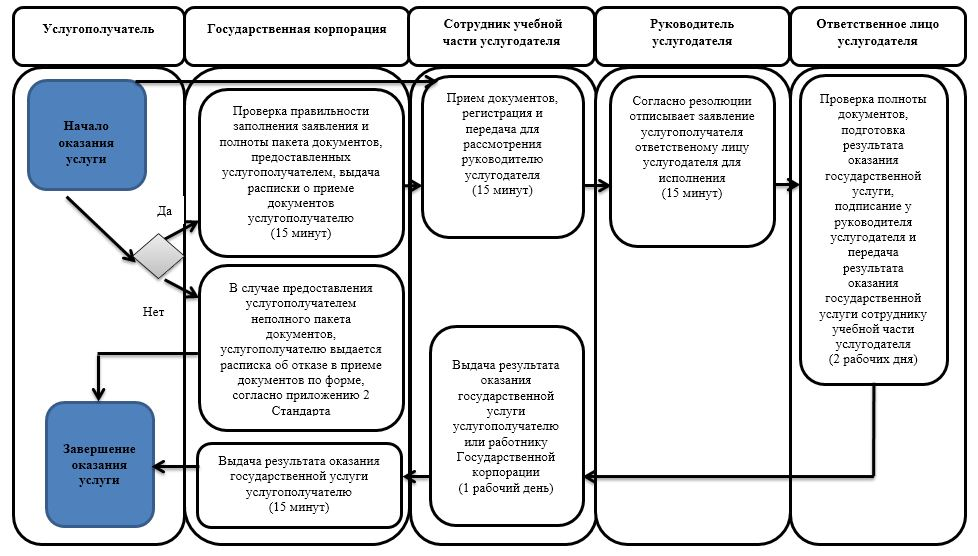 Услугополучатель
Государственная корпорация
Сотрудник учебной
части услугодателя
Руководитель
услугодателя
Ответственное лицо
услугодателя
Начало
оказания
услуги
Да
Нет
Проверка правильности
заполнения заявления и
полноты пакета документов,
предоставленных
услугополучателем, выдача
расписки о приеме
документов
услугополучателю
(15 минут)
Прием документов,
регистрация и
передача для
рассмотрения
руководителю
услугодателя
(15 минут)
Согласно резолюции
отписывает заявление
услугополучателя
ответственому лицу
услугодателя для
исполнения
(15 минут)
Проверка полноты
документов,
подготовка
результата
оказания
государственной
услуги,
подписание у
руководителя
услугодателя и
передача
результата
оказания
государственной
услуги сотруднику
учебной части
услугодателя
(2 рабочих дня)
В случае предоставления
услугополучателем
неполного пакета
документов,
услугополучателю выдается
расписка об отказе в приеме
документов по форме,
согласно приложению 2
Стандарта
Выдача результата
оказания
государственной
услуги
услугополучателю
или работнику
Государственной
корпорации
(1 рабочий день)
Выдача результата оказания
государственной услуги
услугополучателю
(15 минут)
Завершение
оказания
услуги